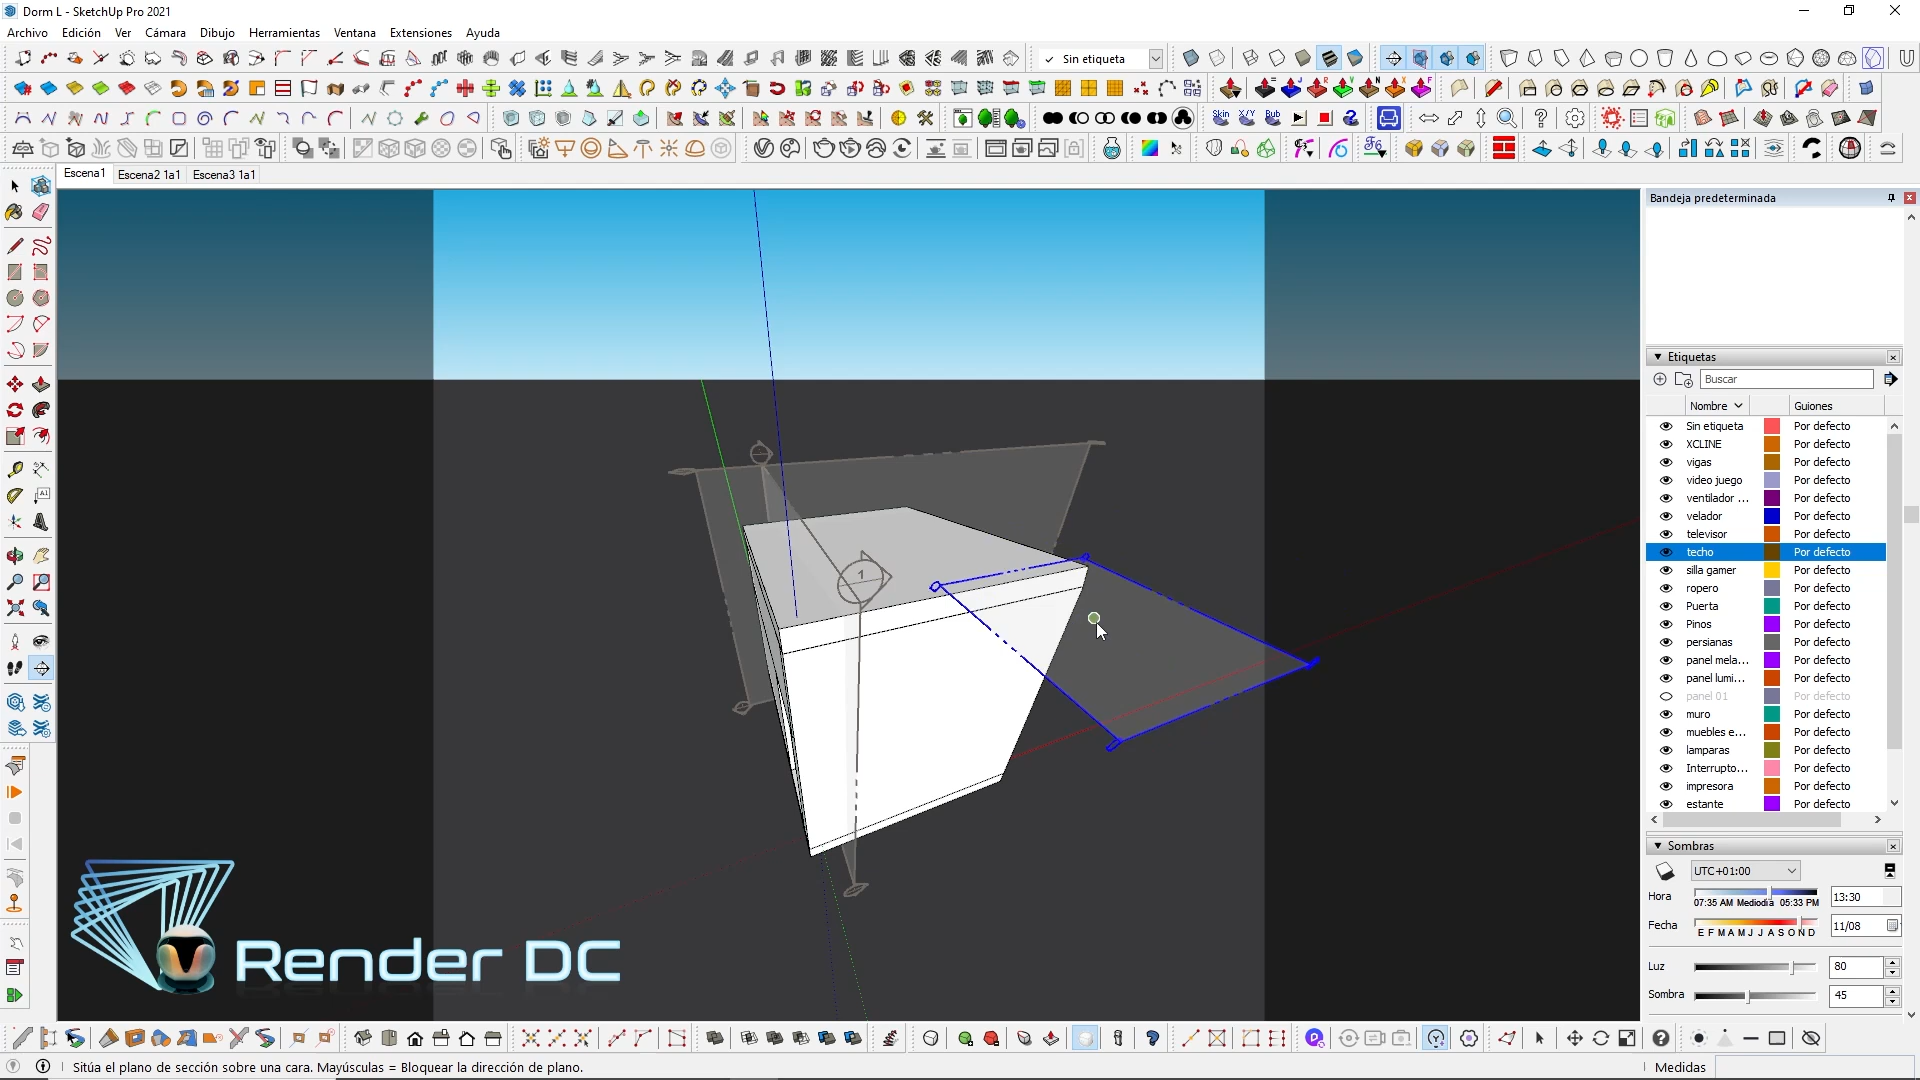 Dorm L - SketchUp Pro 2021
Archivo Edición Ver Cámara Dibujo Herramientas Ventana Extensiones Ayuda
✓ Sin etiqueta
Skin X/Y Bub
Escena1 Escena2 1a1 Escena3 1a1
Bandeja predeterminada
Etiquetas
Buscar
Nombre Guiones
Sin etiqueta Por defecto
XCLINE Por defecto
vigas Por defecto
video juego Por defecto
ventilador ... Por defecto
velador Por defecto
televisor Por defecto
techo Por defecto
silla gamer Por defecto
ropero Por defecto
Puerta Por defecto
Pinos Por defecto
persianas Por defecto
panel mela... Por defecto
panel lumi... Por defecto
panel 01 Por defecto
muro Por defecto
muebles e... Por defecto
lamparas Por defecto
Interrupto... Por defecto
impresora Por defecto
estante Por defecto
1
Sombras
UTC+01:00
Hora 13:30
07:35 AM Mediodía 05:33 PM
Fecha 11/08
E F M A M J J A S O N D
Luz 80
Sombra 45
Render DC
Sitúa el plano de sección sobre una cara. Mayúsculas = Bloquear la dirección de plano.
Medidas